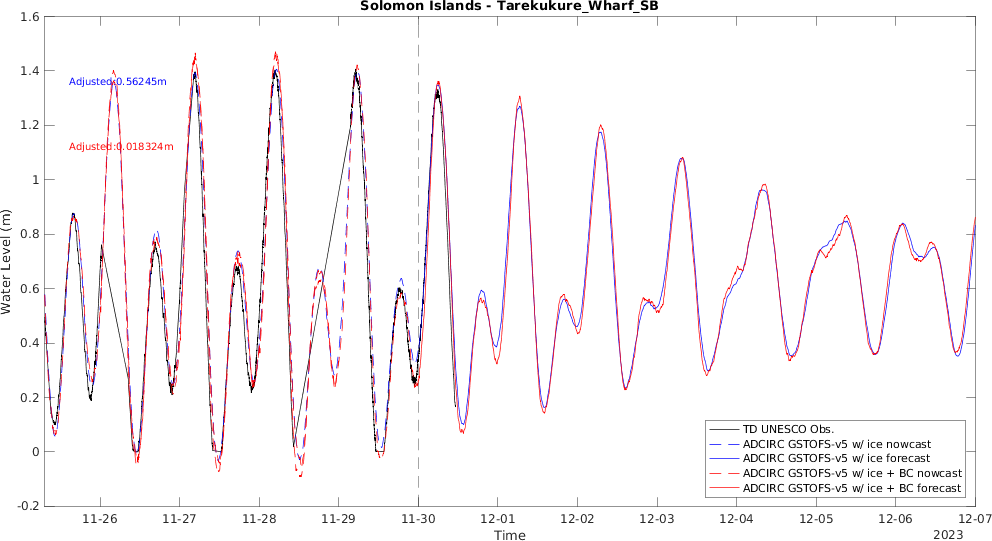 Solomon Islands - Tarekukure_Wharf_SB
1.6
1.4
1.2
1
0.8
0.6
0.4
0.2
0
-0.2
Water Level (m)
Adjusted:0.56245m
Adjusted:0.018324m
TD UNESCO Obs.
ADCIRC GSTOFS-v5 w/ ice nowcast
ADCIRC GSTOFS-v5 w/ ice forecast
ADCIRC GSTOFS-v5 w/ ice + BC nowcast
ADCIRC GSTOFS-v5 w/ ice + BC forecast
11-26 11-27 11-28 11-29 11-30 12-01 12-02 12-03 12-04 12-05 12-06 12-07
Time
2023